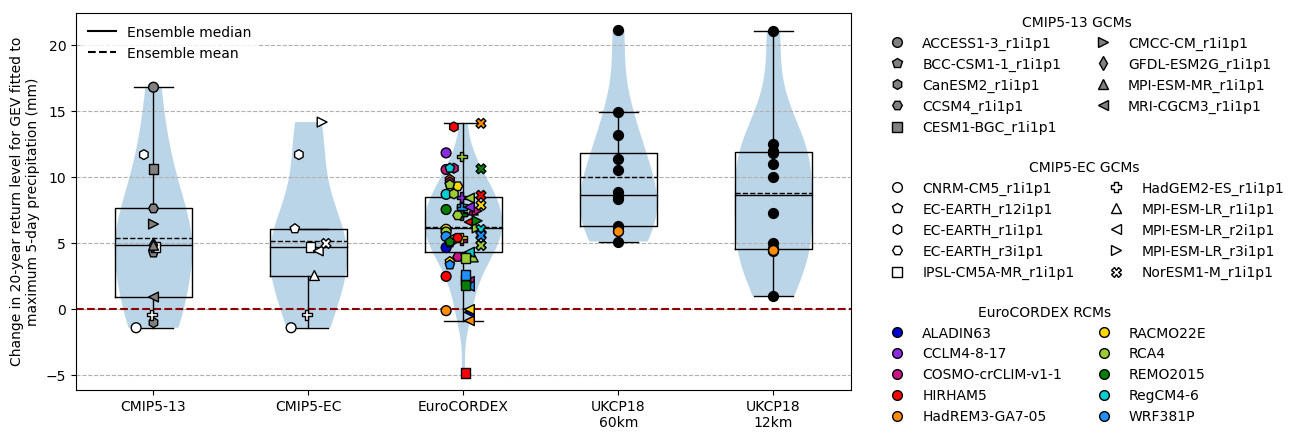 Change in 20-year return level for GEV fitted to
maximum 5-day precipitation (mm)
20
15
10
5
0
−5
Ensemble median
Ensemble mean
CMIP5-13
CMIP5-EC
EuroCORDEX
UKCP18
60km
UKCP18
12km
CMIP5-13 GCMs
ACCESS1-3_r1i1p1
BCC-CSM1-1_r1i1p1
CanESM2_r1i1p1
CCSM4_r1i1p1
CESM1-BGC_r1i1p1
CMCC-CM_r1i1p1
GFDL-ESM2G_r1i1p1
MPI-ESM-MR_r1i1p1
MRI-CGCM3_r1i1p1
CMIP5-EC GCMs
CNRM-CM5_r1i1p1
EC-EARTH_r12i1p1
EC-EARTH_r1i1p1
EC-EARTH_r3i1p1
IPSL-CM5A-MR_r1i1p1
HadGEM2-ES_r1i1p1
MPI-ESM-LR_r1i1p1
MPI-ESM-LR_r2i1p1
MPI-ESM-LR_r3i1p1
NorESM1-M_r1i1p1
EuroCORDEX RCMs
ALADIN63
CCLM4-8-17
COSMO-crCLIM-v1-1
HIRHAM5
HadREM3-GA7-05
RACMO22E
RCA4
REMO2015
RegCM4-6
WRF381P